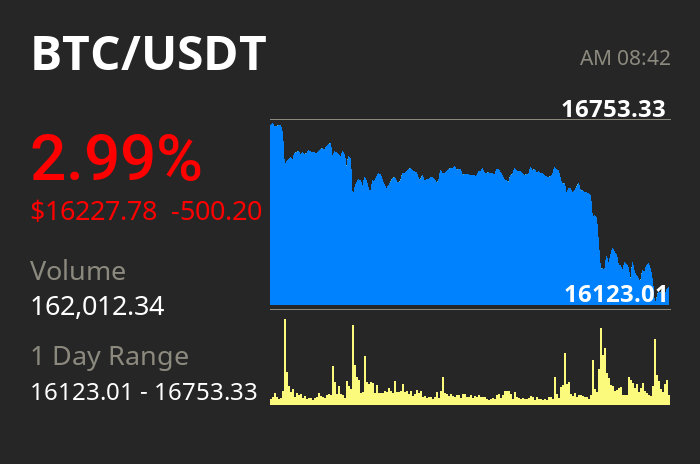 BTC/USDT
AM 08:42
16753.33
2.99%
$16227.78 -500.20
Volume
162,012.34
16123.01
1 Day Range
16123.01 - 16753.33